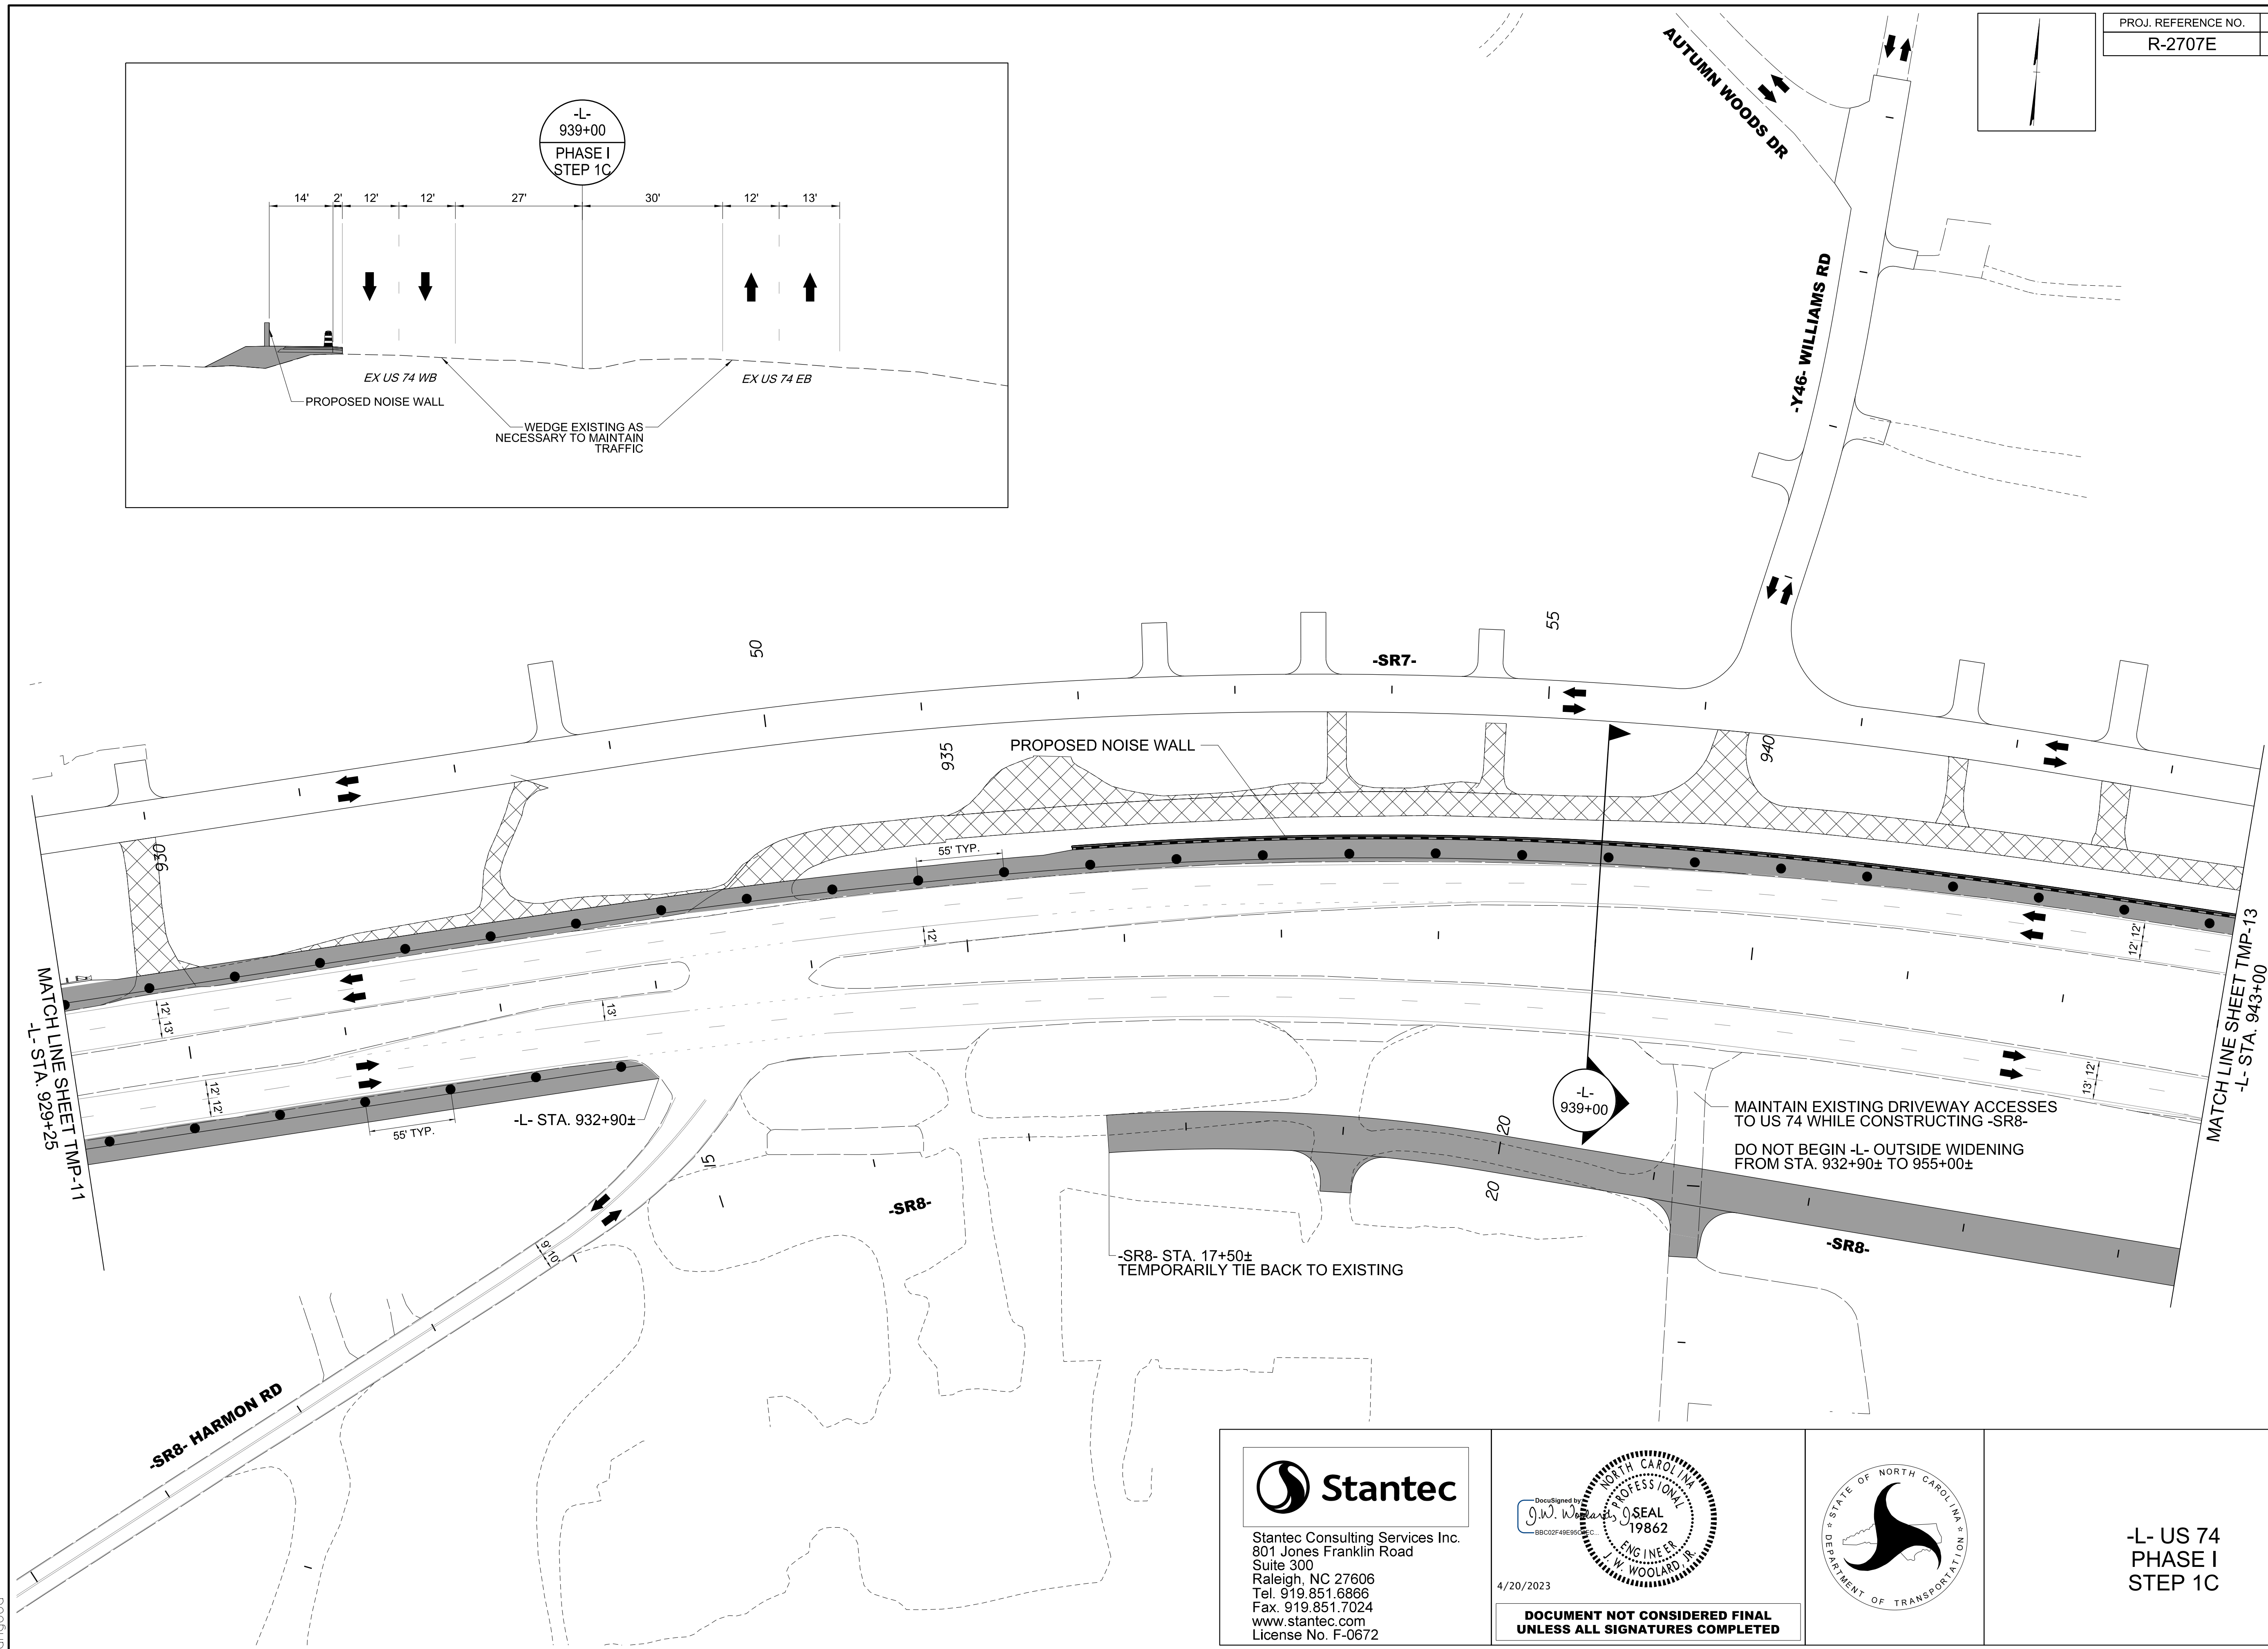 PROJ. REFERENCE NO.
R-2707E
-L-
939+00
PHASE I
STEP 1C
14' 2' 12' 12' 27' 30' 12' 13'
EX US 74 WB
EX US 74 EB
PROPOSED NOISE WALL
WEDGE EXISTING AS
NECESSARY TO MAINTAIN
TRAFFIC
AUTUMN WOODS DR
-Y46- WILLIAMS RD
50
55
-SR7-
930
935
940
PROPOSED NOISE WALL
55' TYP.
12'
12' 12'
12' 13'
13'
12' 12'
13' 12'
MATCH LINE SHEET TMP-11
-L- STA. 929+25
MATCH LINE SHEET TMP-13
-L- STA. 943+00
55' TYP.
-L- STA. 932+90±
-L-
939+00
MAINTAIN EXISTING DRIVEWAY ACCESSES
TO US 74 WHILE CONSTRUCTING -SR8-
DO NOT BEGIN -L- OUTSIDE WIDENING
FROM STA. 932+90± TO 955+00±
15
20
20
-SR8-
-SR8-
9' 10'
-SR8- STA. 17+50±
TEMPORARILY TIE BACK TO EXISTING
-SR8- HARMON RD
Stantec
Stantec Consulting Services Inc.
801 Jones Franklin Road
Suite 300
Raleigh, NC 27606
Tel. 919.851.6866
Fax. 919.851.7024
www.stantec.com
License No. F-0672
DocuSigned by:
J.W. Woolard, Jr.
NORTH CAROLINA
PROFESSIONAL
SEAL
19862
ENGINEER
J. W. WOOLARD, JR.
4/20/2023
DOCUMENT NOT CONSIDERED FINAL
UNLESS ALL SIGNATURES COMPLETED
STATE OF NORTH CAROLINA
DEPARTMENT OF TRANSPORTATION
-L- US 74
PHASE I
STEP 1C